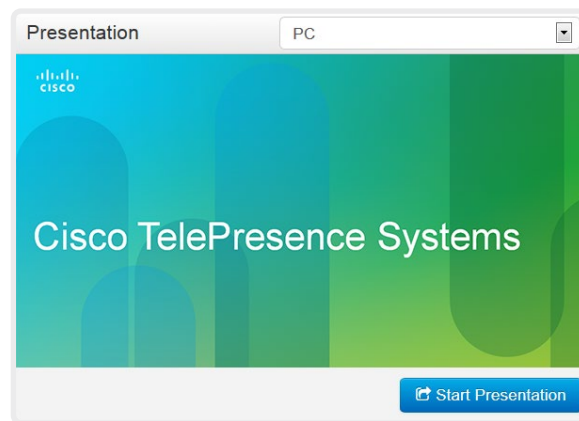 Presentation
PC
CISCO
Cisco TelePresence Systems
Start Presentation